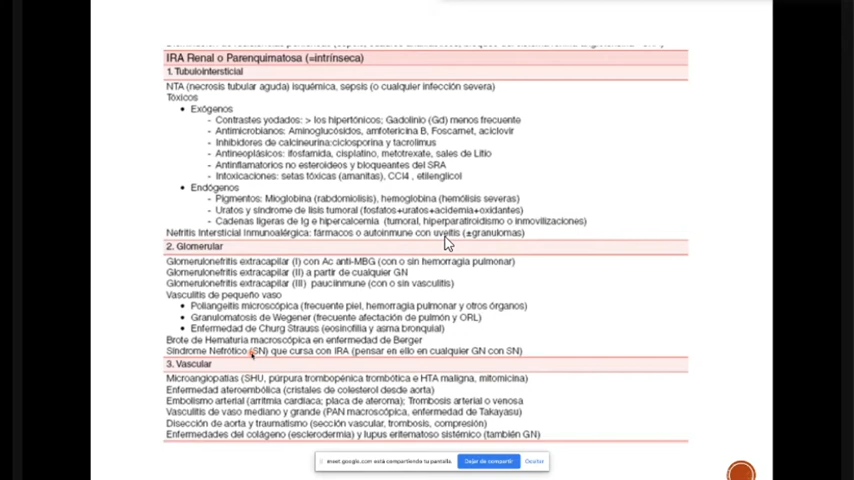 IRA Renal o Parenquimatosa (=intrínseca)
1. Tubulointersticial
NTA (necrosis tubular aguda) isquémica, sepsis (o cualquier infección severa)
Tóxicos
• Exógenos
- Contrastes yodados: > los hipertónicos; Gadolinio (Gd) menos frecuente
- Antimicrobianos: Aminoglucósidos, amfotericina B, Foscarnet, aciclovir
- Inhibidores de calcineurina:ciclosporina y tacrolimus
- Antineoplásicos: ifosfamida, cisplatino, metotrexate, sales de Litio
- Antiinflamatorios no esteroideos y bloqueantes del SRA
- Intoxicaciones: setas tóxicas (amanitas), CCl4 , etilenglicol
• Endógenos
- Pigmentos: Mioglobina (rabdomiolisis), hemoglobina (hemólisis severas)
- Uratos y síndrome de lisis tumoral (fosfatos+uratos+acidemia+oxidantes)
- Cadenas ligeras de Ig e hipercalcemia (tumoral, hiperparatiroidismo o inmovilizaciones)
Nefritis Intersticial Inmunoalérgica: fármacos o autoinmune con uveítis (±granulomas)
2. Glomerular
Glomerulonefritis extracapilar (I) con Ac anti-MBG (con o sin hemorragia pulmonar)
Glomerulonefritis extracapilar (II) a partir de cualquier GN
Glomerulonefritis extracapilar (III) pauciinmune (con o sin vasculitis)
Vasculitis de pequeño vaso
• Poliangeítis microscópica (frecuente piel, hemorragia pulmonar y otros órganos)
• Granulomatosis de Wegener (frecuente afectación de pulmón y ORL)
• Enfermedad de Churg Strauss (eosinofilia y asma bronquial)
Brote de Hematuria macroscópica en enfermedad de Berger
Síndrome Nefrótico (SN) que cursa con IRA (pensar en ello en cualquier GN con SN)
3. Vascular
Microangiopatías (SHU, púrpura trombopénica trombótica e HTA maligna, mitomicina)
Enfermedad ateroembólica (cristales de colesterol desde aorta)
Embolismo arterial (arritmia cardiaca; placa de ateroma); Trombosis arterial o venosa
Vasculitis de vaso mediano y grande (PAN macroscópica, enfermedad de Takayasu)
Disección de aorta y traumatismo (sección vascular, trombosis, compresión)
Enfermedades del colágeno (esclerodermia) y lupus eritematoso sistémico (también GN)
meet.google.com está compartiendo tu pantalla.
Dejar de compartir
Ocultar